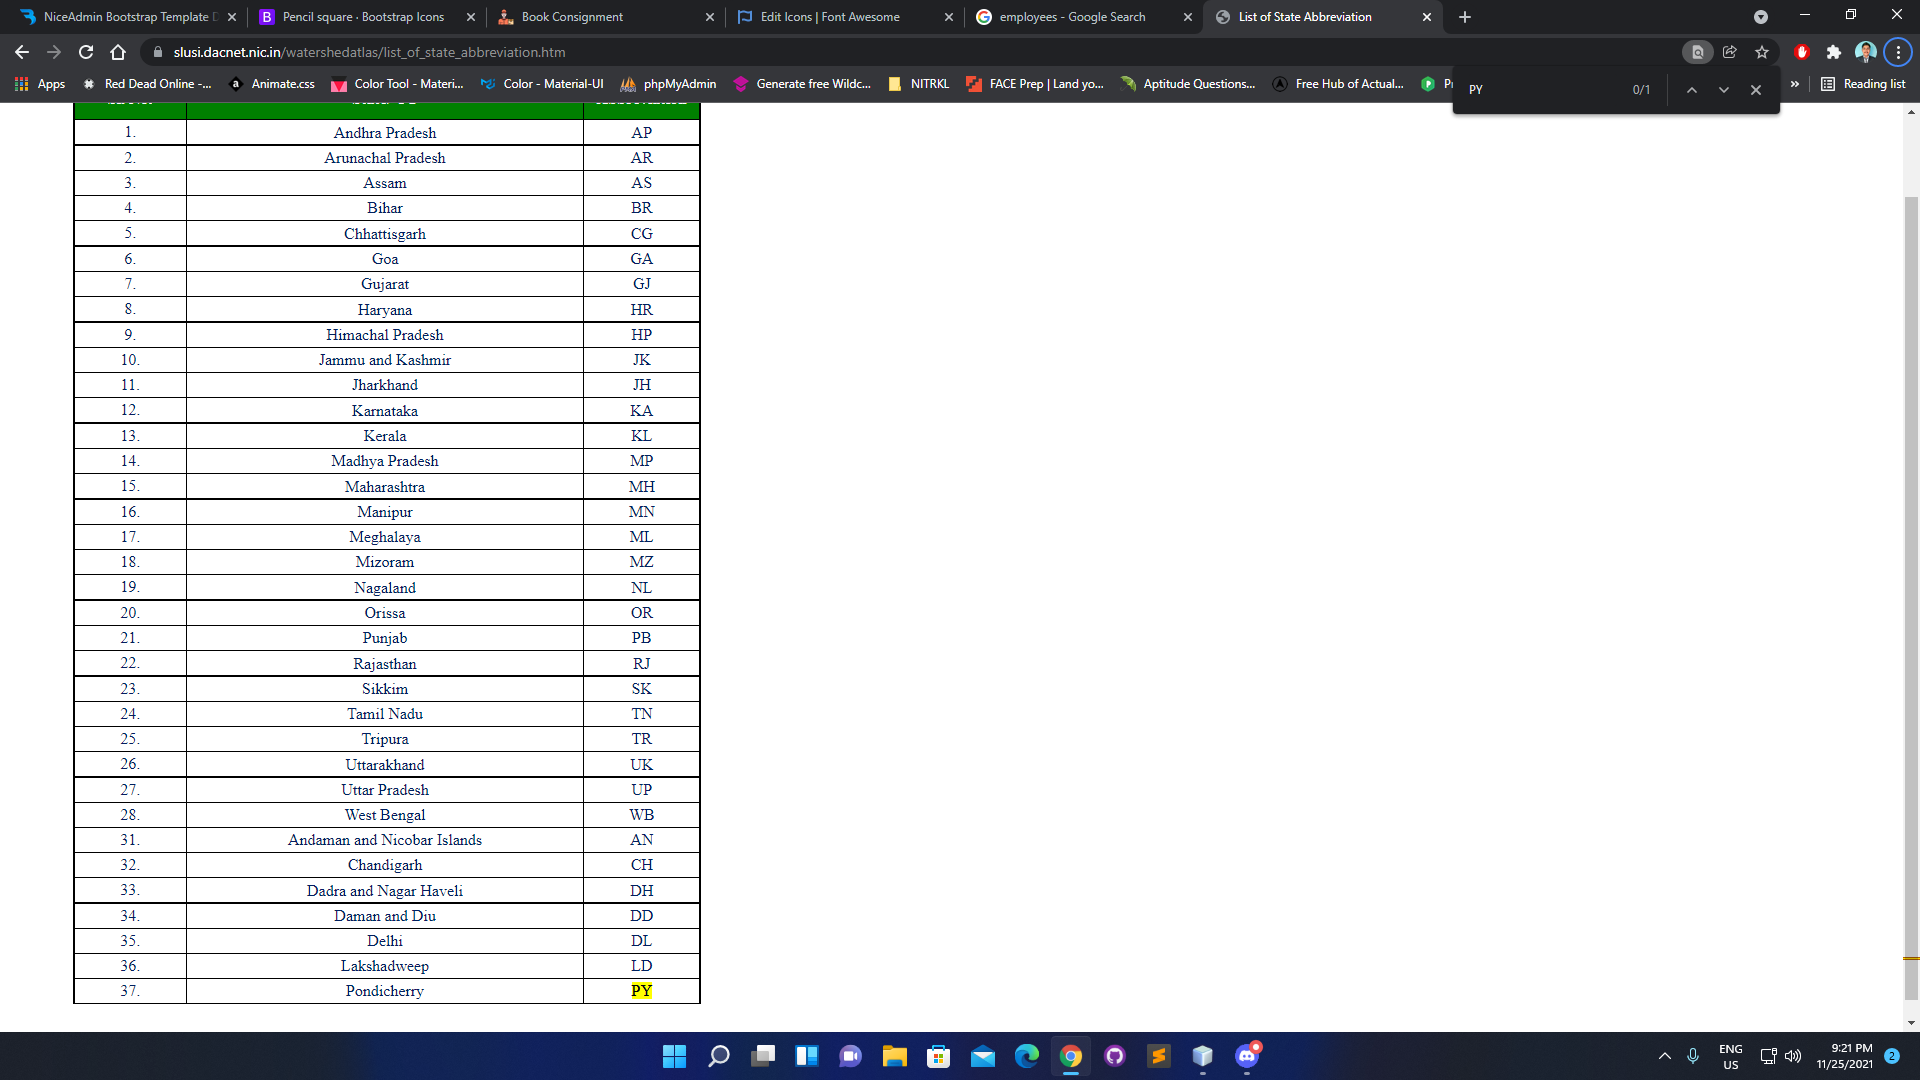 NiceAdmin Bootstrap Template
Pencil square · Bootstrap Icons
Book Consignment
Edit Icons | Font Awesome
employees - Google Search
List of State Abbreviation
slusi.dacnet.nic.in/watershedatlas/list_of_state_abbreviation.htm
Apps
Red Dead Online -...
Animate.css
Color Tool - Materi...
Color - Material-UI
phpMyAdmin
Generate free Wildc...
NITRKL
FACE Prep | Land yo...
Aptitude Questions...
Free Hub of Actual...
»
Reading list
PY 0/1
1. Andhra Pradesh AP
2. Arunachal Pradesh AR
3. Assam AS
4. Bihar BR
5. Chhattisgarh CG
6. Goa GA
7. Gujarat GJ
8. Haryana HR
9. Himachal Pradesh HP
10. Jammu and Kashmir JK
11. Jharkhand JH
12. Karnataka KA
13. Kerala KL
14. Madhya Pradesh MP
15. Maharashtra MH
16. Manipur MN
17. Meghalaya ML
18. Mizoram MZ
19. Nagaland NL
20. Orissa OR
21. Punjab PB
22. Rajasthan RJ
23. Sikkim SK
24. Tamil Nadu TN
25. Tripura TR
26. Uttarakhand UK
27. Uttar Pradesh UP
28. West Bengal WB
31. Andaman and Nicobar Islands AN
32. Chandigarh CH
33. Dadra and Nagar Haveli DH
34. Daman and Diu DD
35. Delhi DL
36. Lakshadweep LD
37. Pondicherry PY
ENG
US
9:21 PM
11/25/2021
2